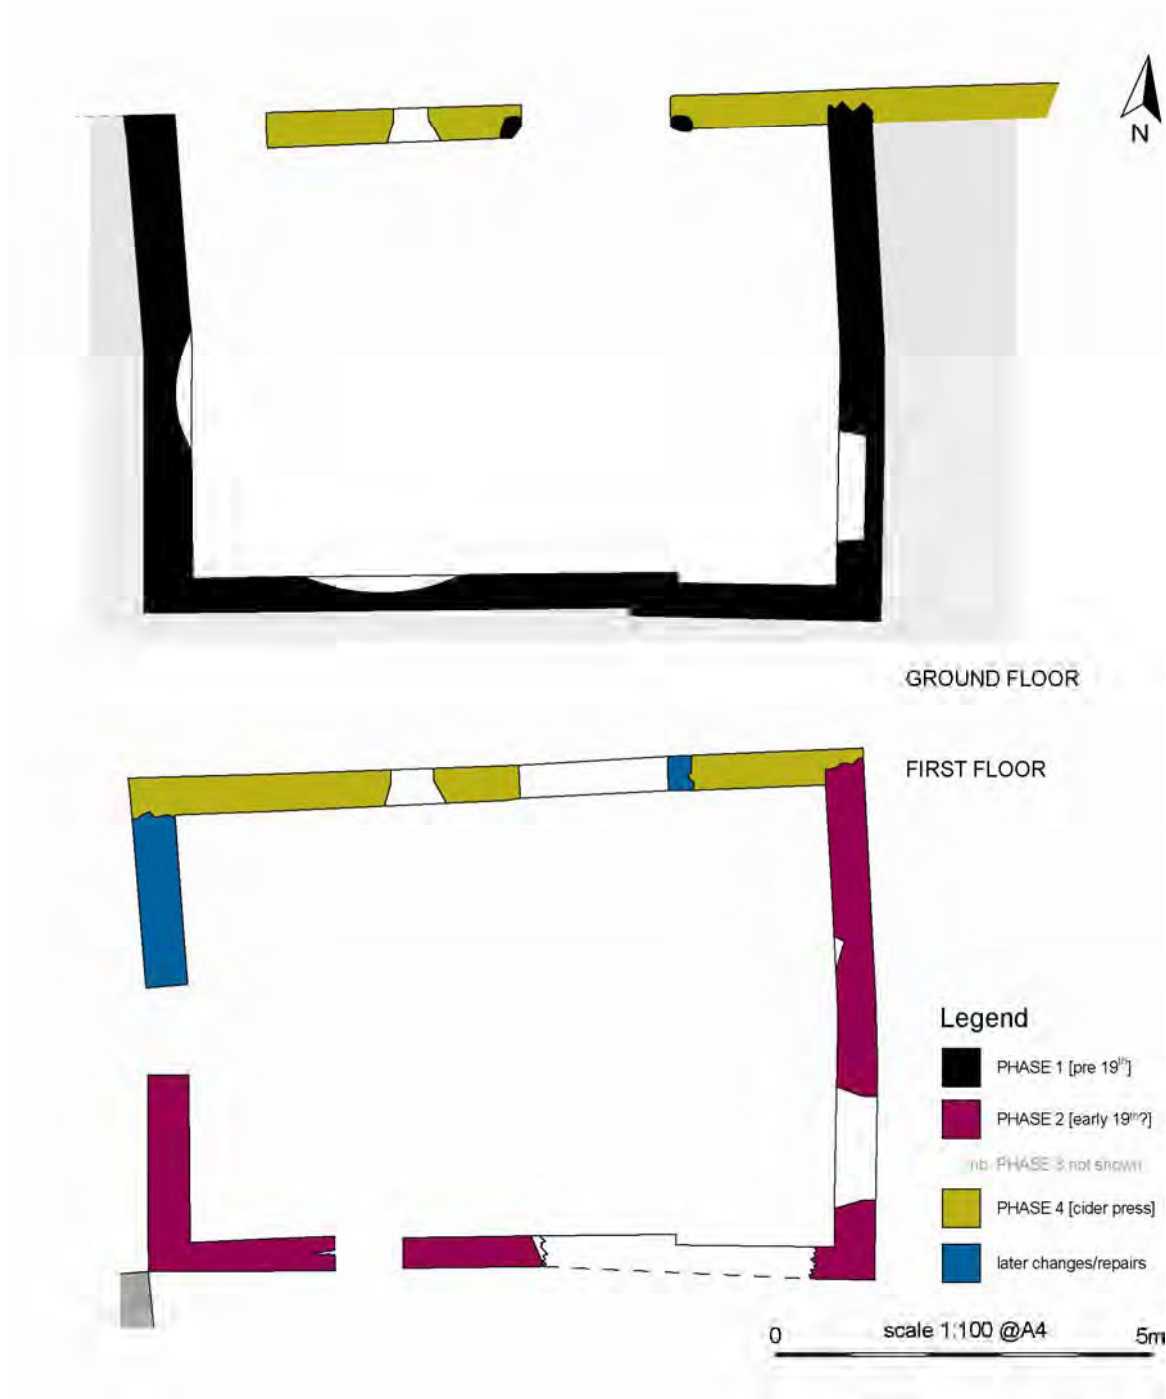 N
GROUND FLOOR
FIRST FLOOR
Legend
PHASE 1 [pre 19th]
PHASE 2 [early 19th?]
nb. PHASE 3 not shown
PHASE 4 [cider press]
later changes/repairs
0 scale 1:100 @A4 5m